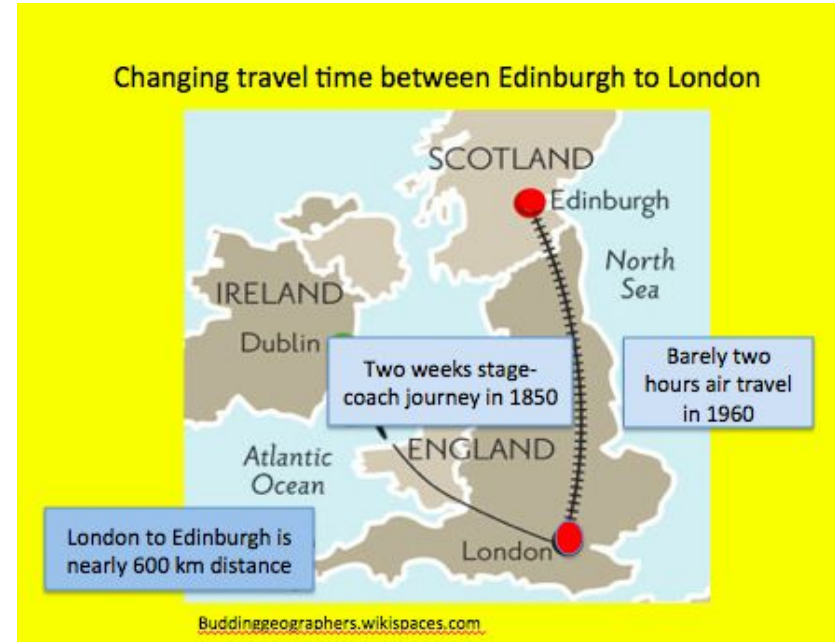 Changing travel time between Edinburgh to London
SCOTLAND
Edinburgh
North
Sea
IRELAND
Dublin
Two weeks stage-
coach journey in 1850
Barely two
hours air travel
in 1960
ENGLAND
Atlantic
Ocean
London to Edinburgh is
nearly 600 km distance
London
Buddinggeographers.wikispaces.com